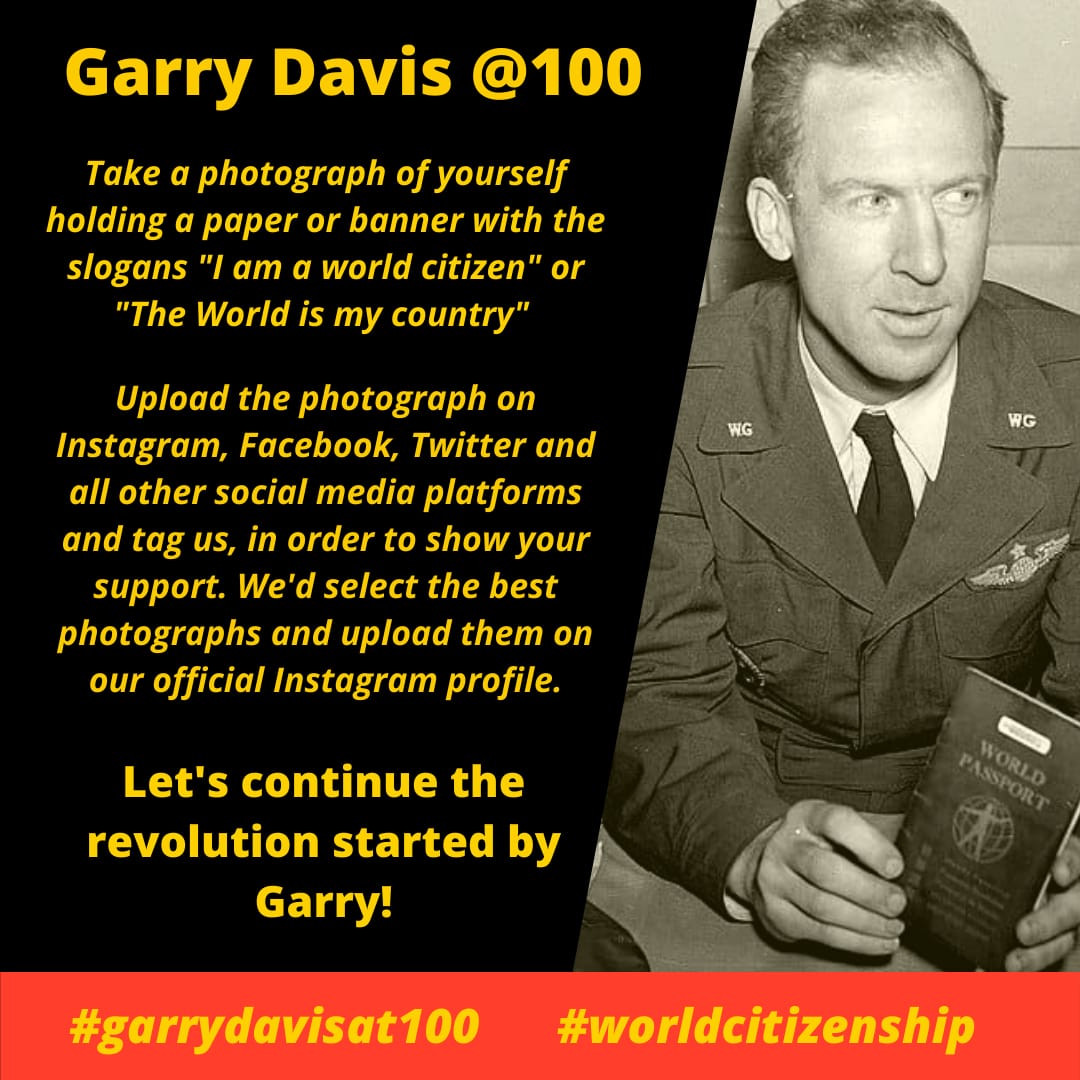 Garry Davis @100
Take a photograph of yourself
holding a paper or banner with the
slogans "I am a world citizen" or
"The World is my country"
Upload the photograph on
Instagram, Facebook, Twitter and
all other social media platforms
and tag us, in order to show your
support. We'd select the best
photographs and upload them on
our official Instagram profile.
Let's continue the
revolution started by
Garry!
WG
WG
WORLD
PASSPORT
#garrydavisat100 #worldcitizenship